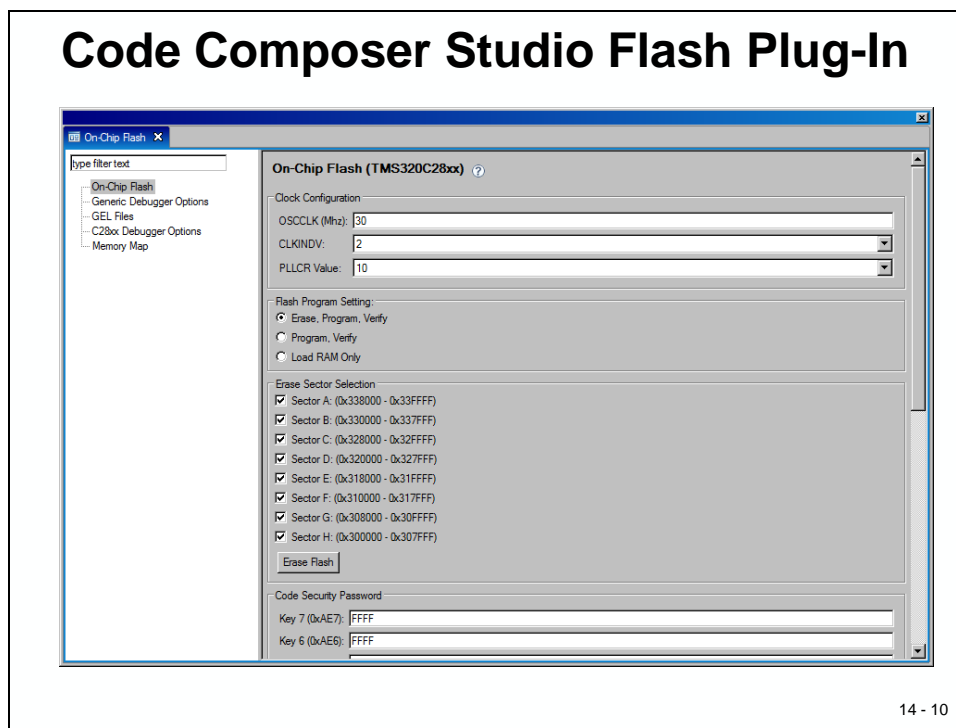 Code Composer Studio Flash Plug-In
On-Chip Flash
type filter text
On-Chip Flash
Generic Debugger Options
GEL Files
C28xx Debugger Options
Memory Map
On-Chip Flash (TMS320C28xx)
Clock Configuration
OSCCLK (Mhz): 30
CLKINDV: 2
PLLCR Value: 10
Flash Program Setting:
Erase, Program, Verify
Program, Verify
Load RAM Only
Erase Sector Selection
Sector A: (0x338000 - 0x33FFFF)
Sector B: (0x330000 - 0x337FFF)
Sector C: (0x328000 - 0x32FFFF)
Sector D: (0x320000 - 0x327FFF)
Sector E: (0x318000 - 0x31FFFF)
Sector F: (0x310000 - 0x317FFF)
Sector G: (0x308000 - 0x30FFFF)
Sector H: (0x300000 - 0x307FFF)
Erase Flash
Code Security Password
Key 7 (0xAE7): FFFF
Key 6 (0xAE6): FFFF
14 - 10